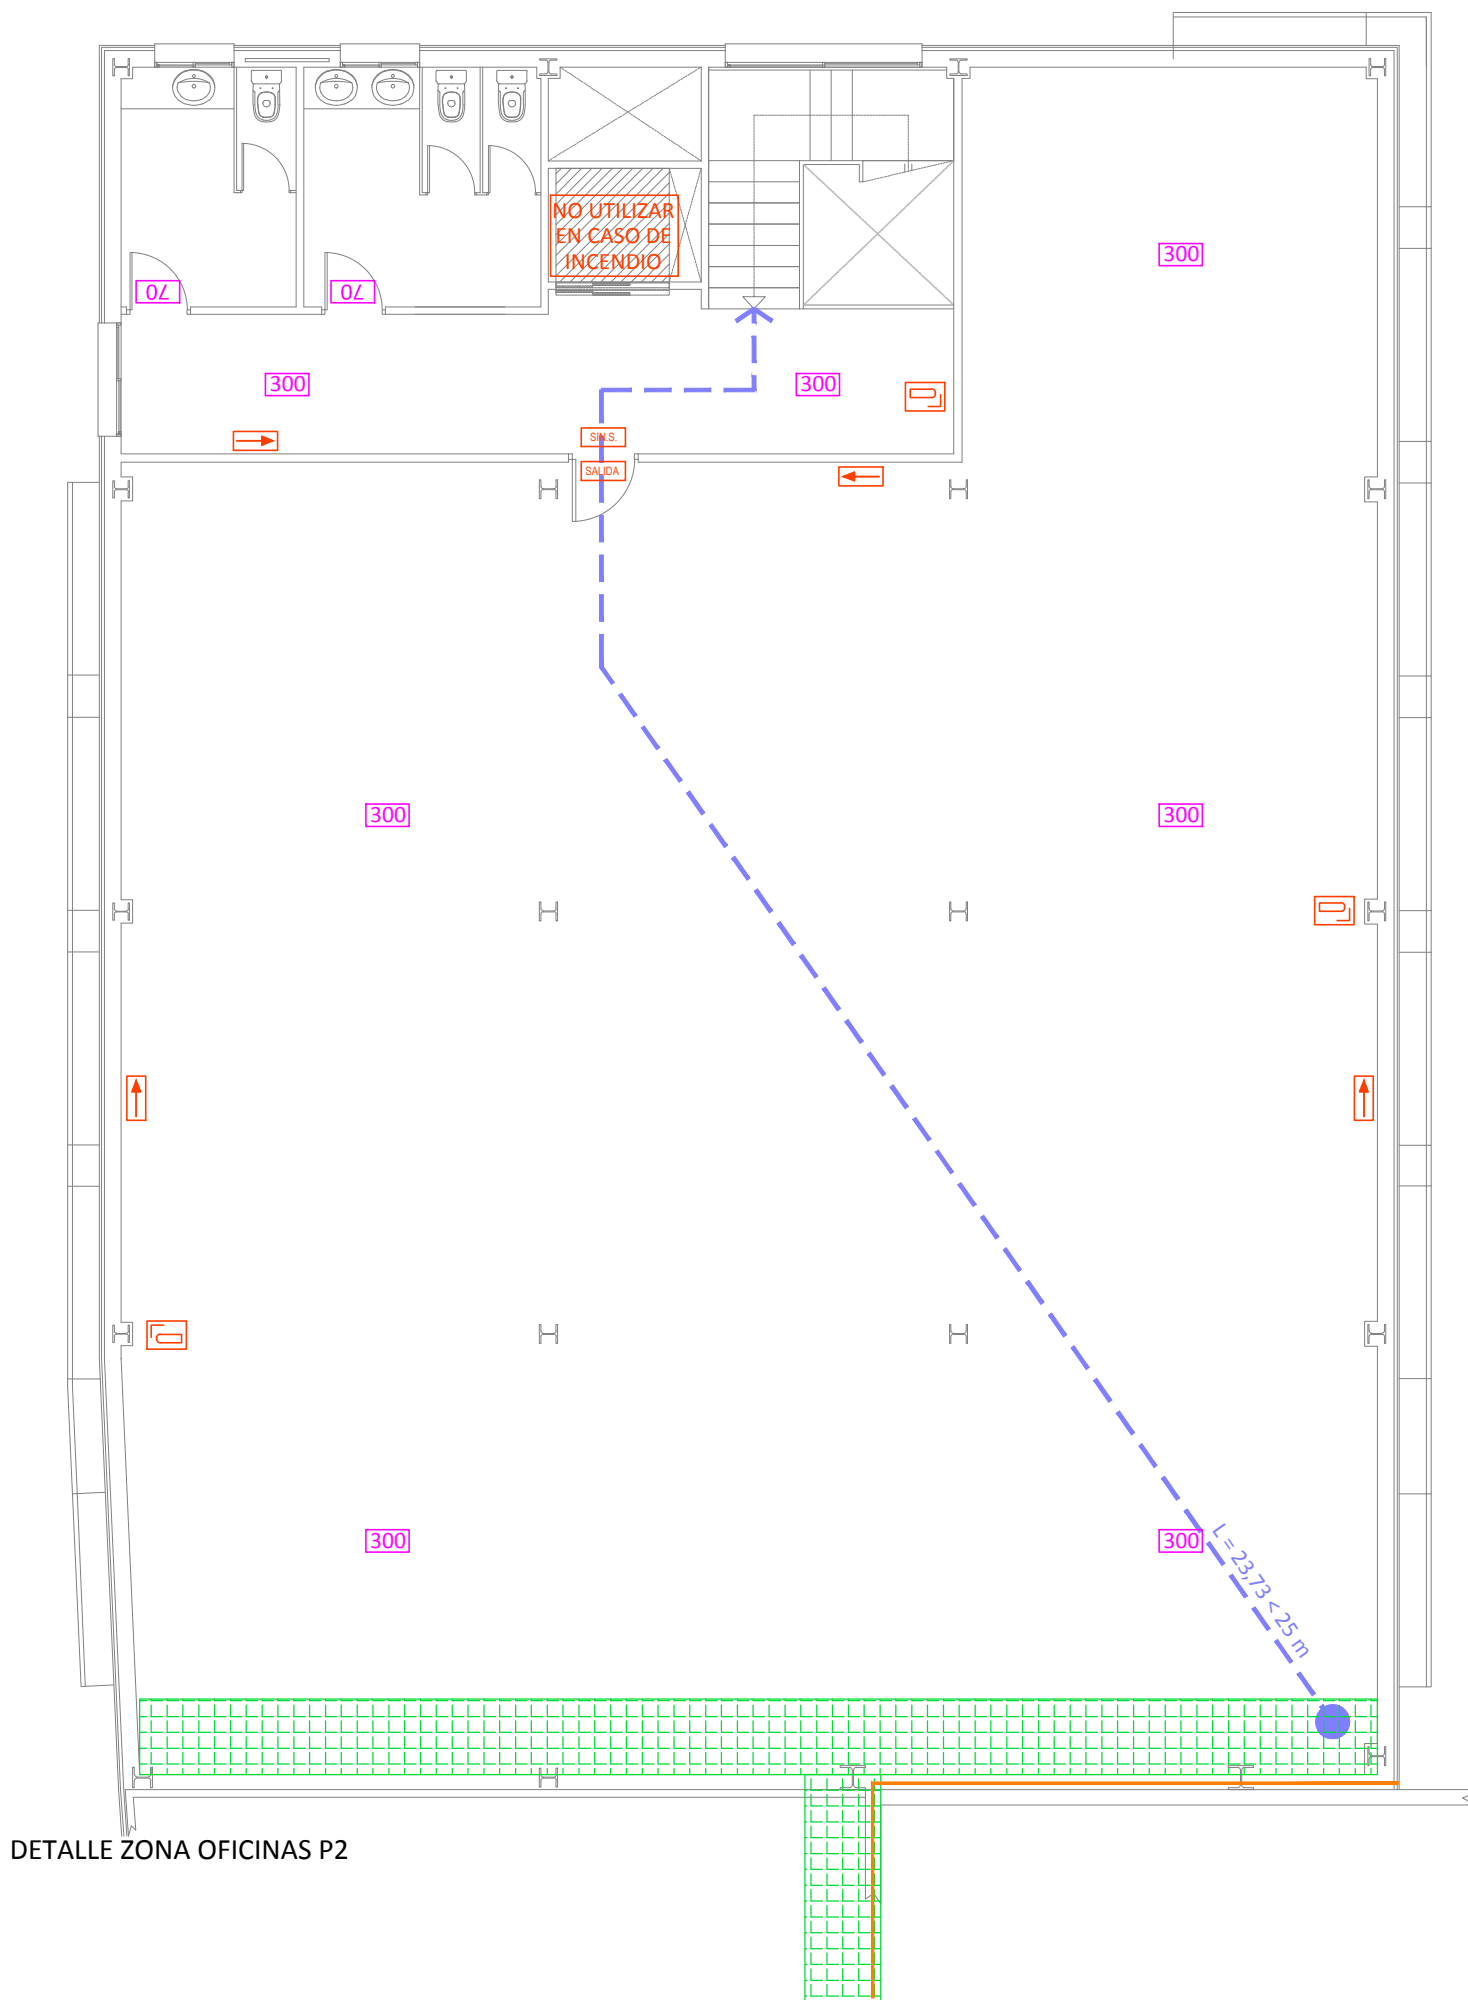 NO UTILIZAR
EN CASO DE
INCENDIO
300
70
70
300
300
SIN.S.
SALIDA
300
300
300
300
L = 23,73 < 25 m
DETALLE ZONA OFICINAS P2